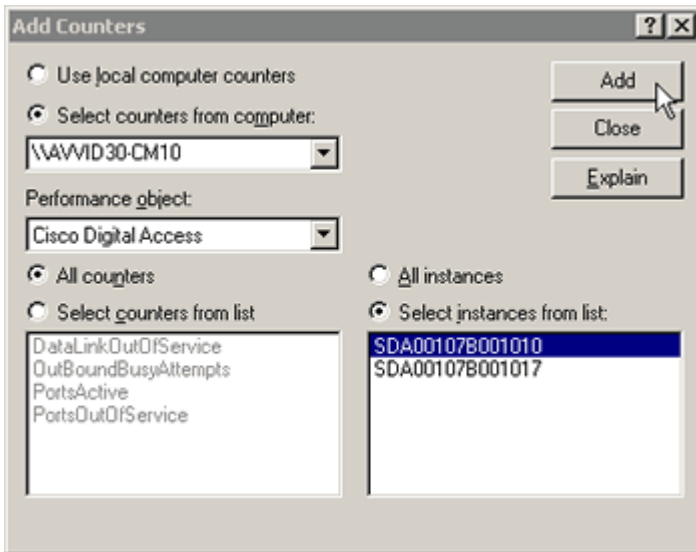 Add Counters
Use local computer counters
Add
Select counters from computer:
Close
\\AVVID30-CM10
Explain
Performance object:
Cisco Digital Access
All counters
All instances
Select counters from list
Select instances from list:
DataLinkOutOfService
OutBoundBusyAttempts
PortsActive
PortsOutOfService
SDA00107B001010
SDA00107B001017